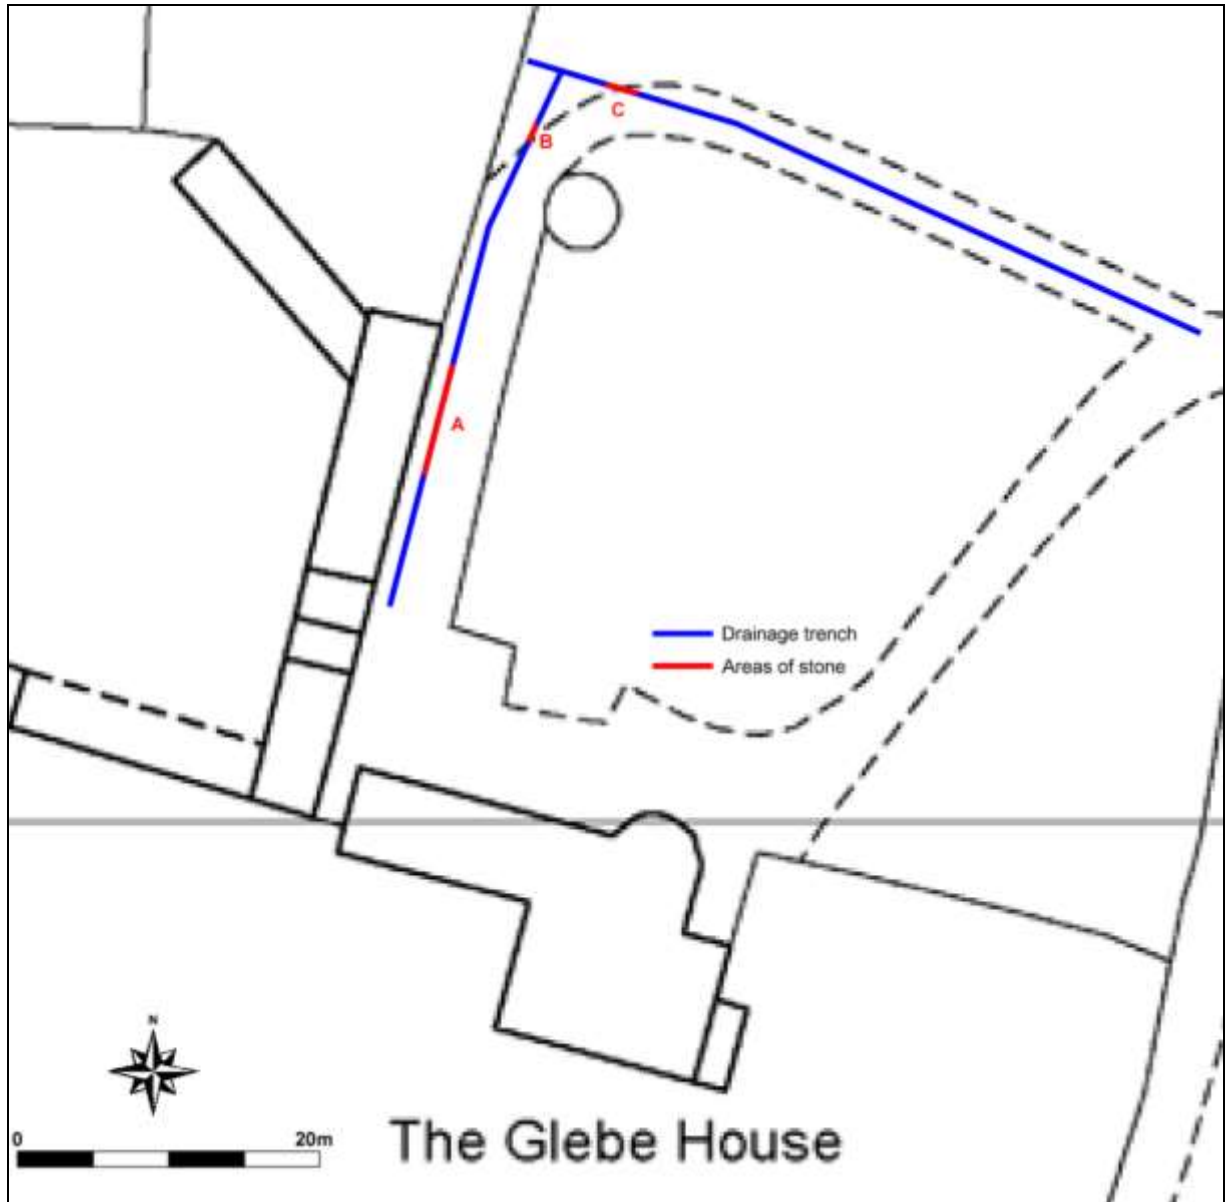 C
B
A
Drainage trench
Areas of stone
N
0 20m
The Glebe House